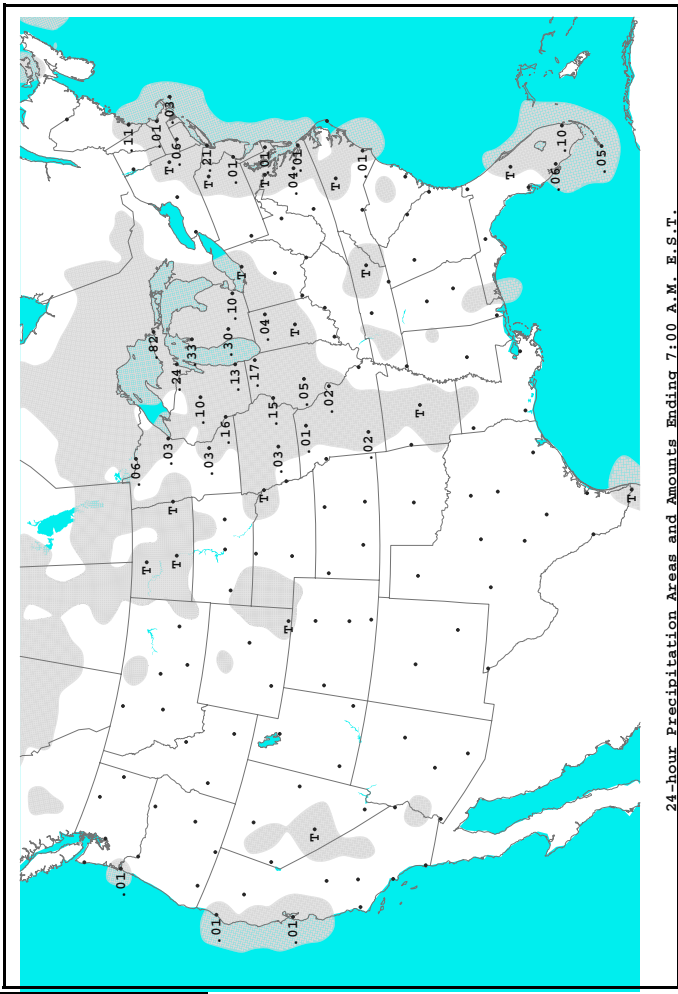 .01
.06
.11
T
.82
.01
.03
T
.03
T
T
.24
.06
.33
.10
.03
T
.21
.01
.16
.30
.10
.13
.01
T
.17
T
.04
T
.01
.15
.03
T
.01
T
.04
.01
.05
.01
T
.02
T
.01
T
.02
T
T
.06
.10
.05
T
24-hour Precipitation Areas and Amounts Ending 7:00 A.M. E.S.T.